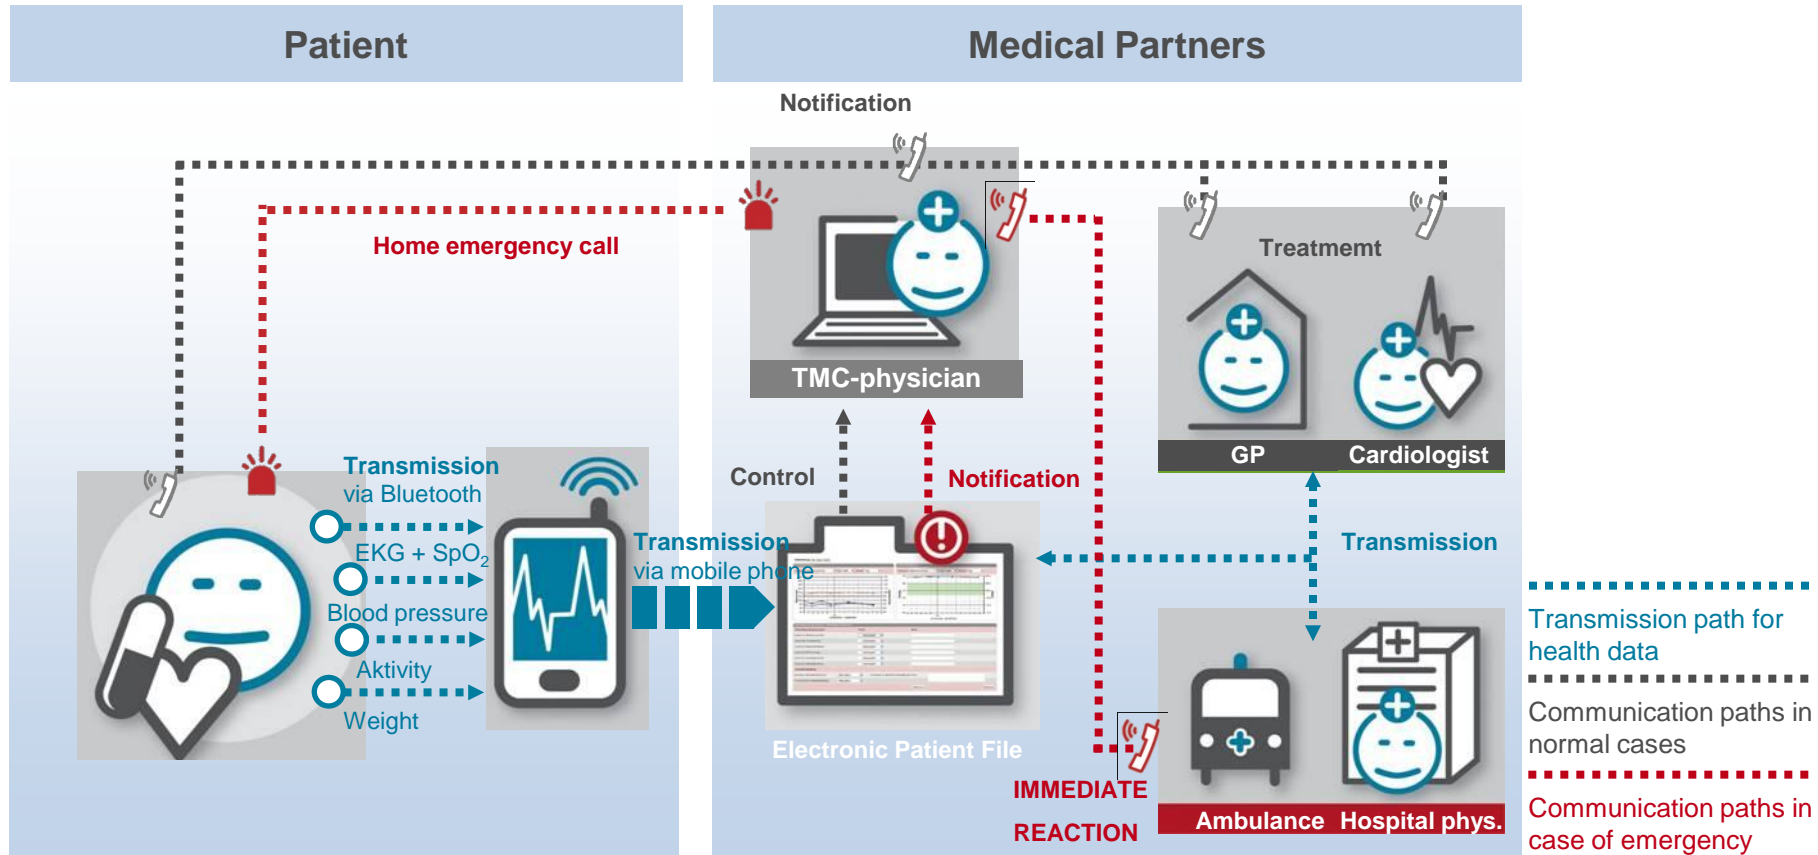 Patient
Medical Partners
Notification
Home emergency call
Treatmemt
TMC-physician
GP
Cardiologist
Transmission
via Bluetooth
EKG + SpO₂
Blood pressure
Aktivity
Weight
Control
Notification
Transmission
via mobile phone
Transmission
Electronic Patient File
IMMEDIATE
REACTION
Ambulance
Hospital phys.
Transmission path for
health data
Communication paths in
normal cases
Communication paths in
case of emergency